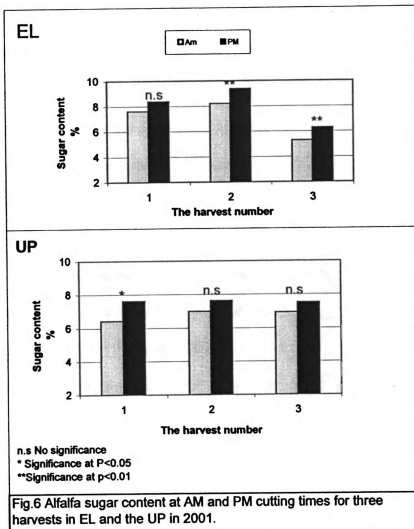 EL
Am PM
Sugar content %
10
8
6
4
2
n.s
**
**
1 2 3
The harvest number
UP
Sugar content %
10
8
6
4
2
*
n.s
n.s
1 2 3
The harvest number
n.s No significance
* Significance at P<0.05
**Significance at p<0.01
Fig.6 Alfalfa sugar content at AM and PM cutting times for three
harvests in EL and the UP in 2001.